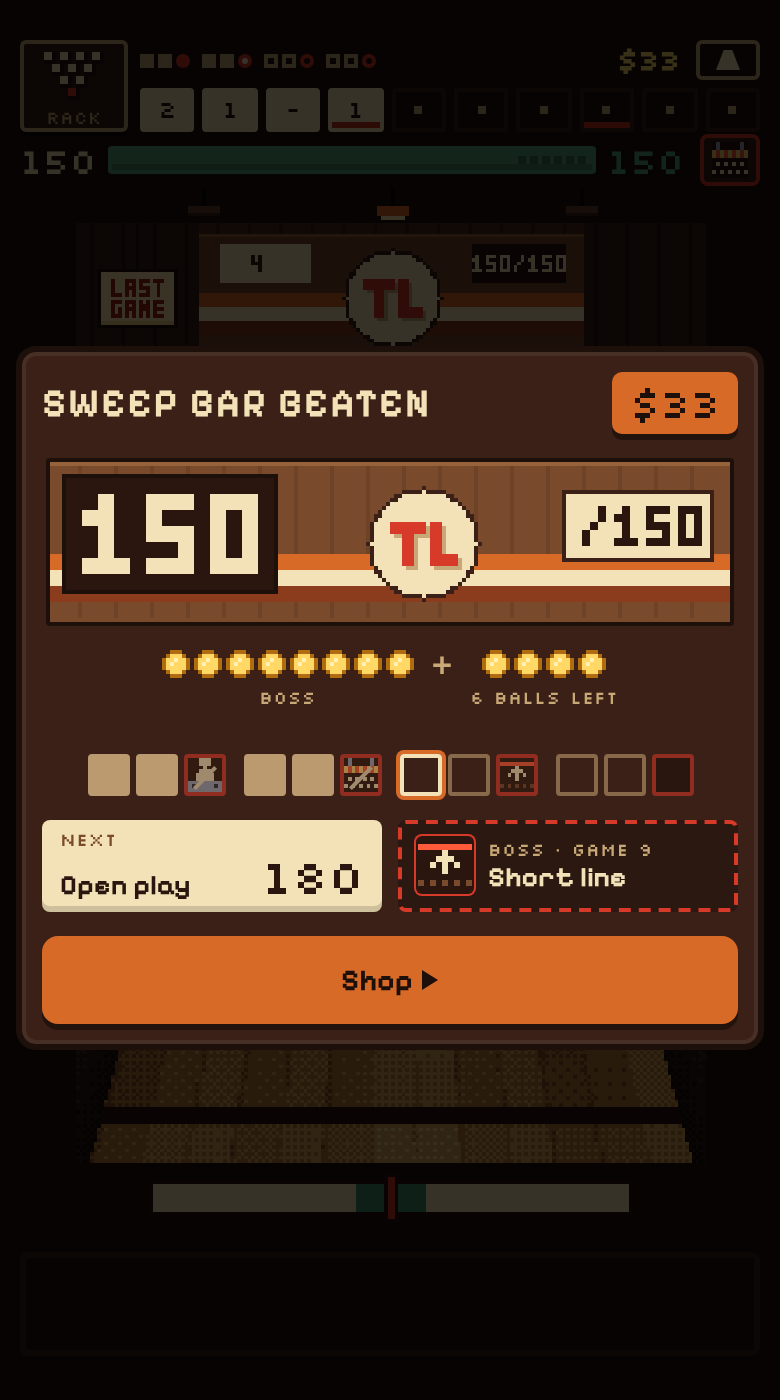 $33
RACK
2 1 - 1
150 150
4
150/150
LAST
GAME
TL
SWEEP BAR BEATEN
$33
150
TL
/150
+
BOSS
6 BALLS LEFT
NEXT
Open play
180
BOSS · GAME 9
Short line
Shop ▶